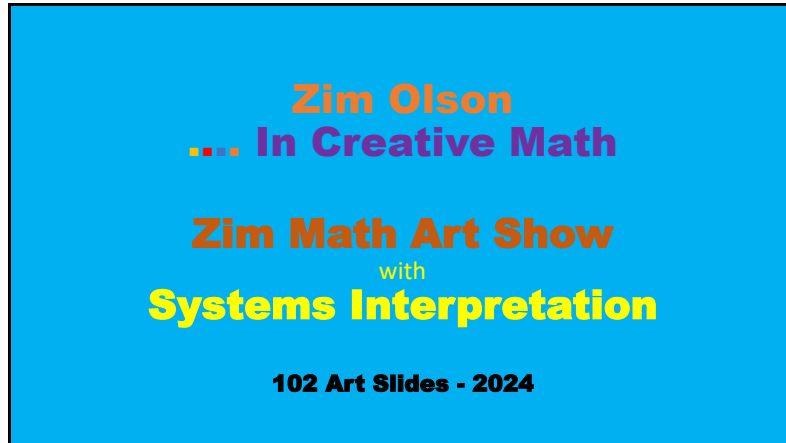 Zim Olson
.... In Creative Math
Zim Math Art Show
with
Systems Interpretation
102 Art Slides - 2024